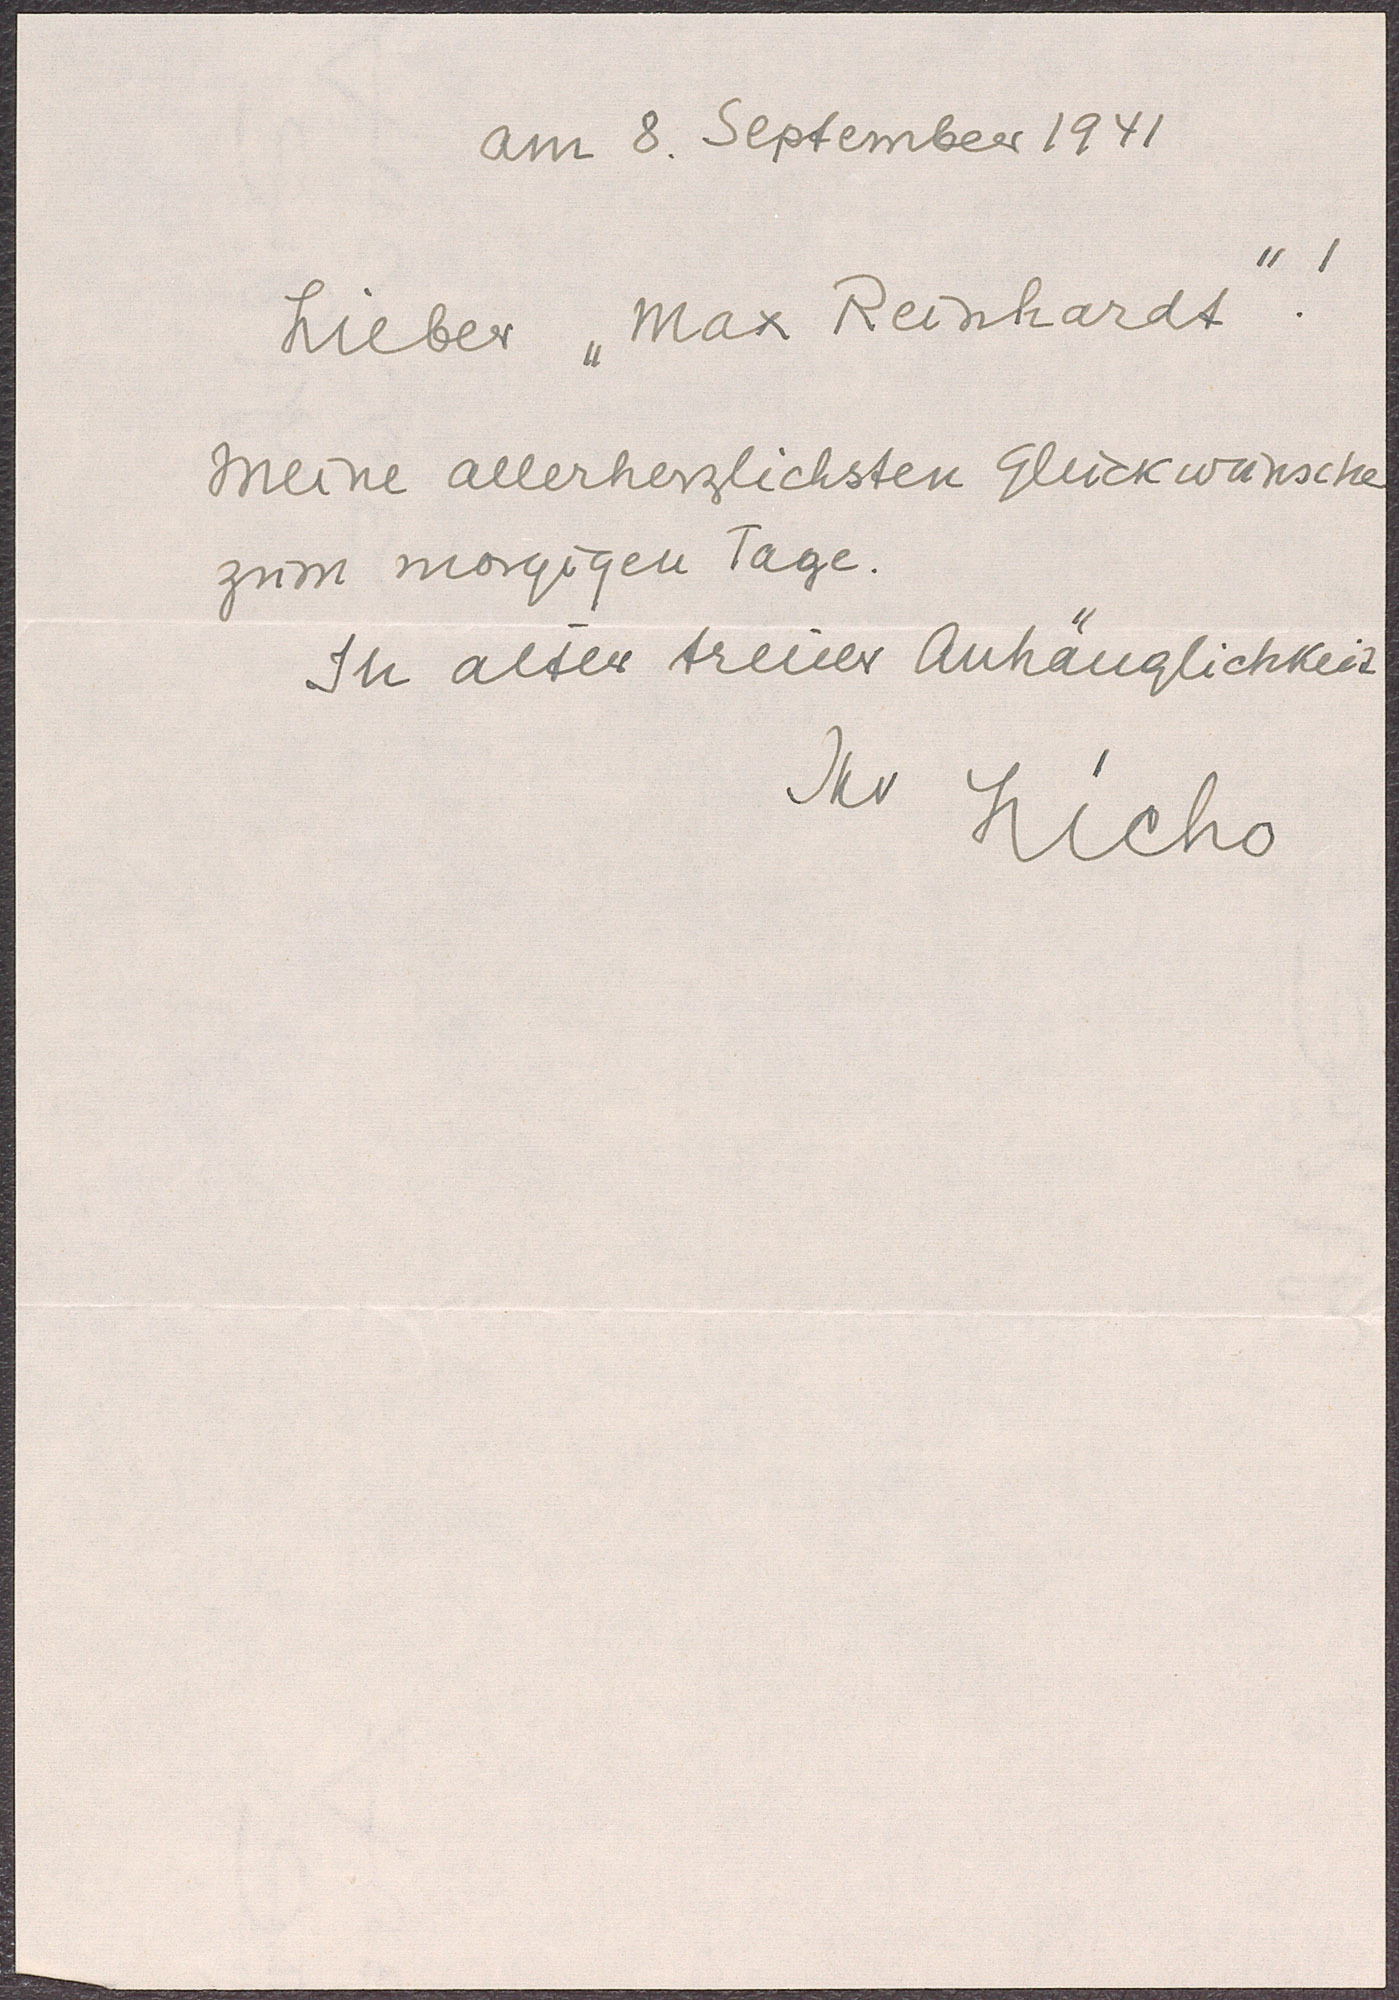 am 8. September 1941
Lieber „Max Reinhardt"!
Meine allerherzlichsten Glückwünsche
zum morgigen Tage.
In alter treuer Anhänglichkeit
Ihr Licho